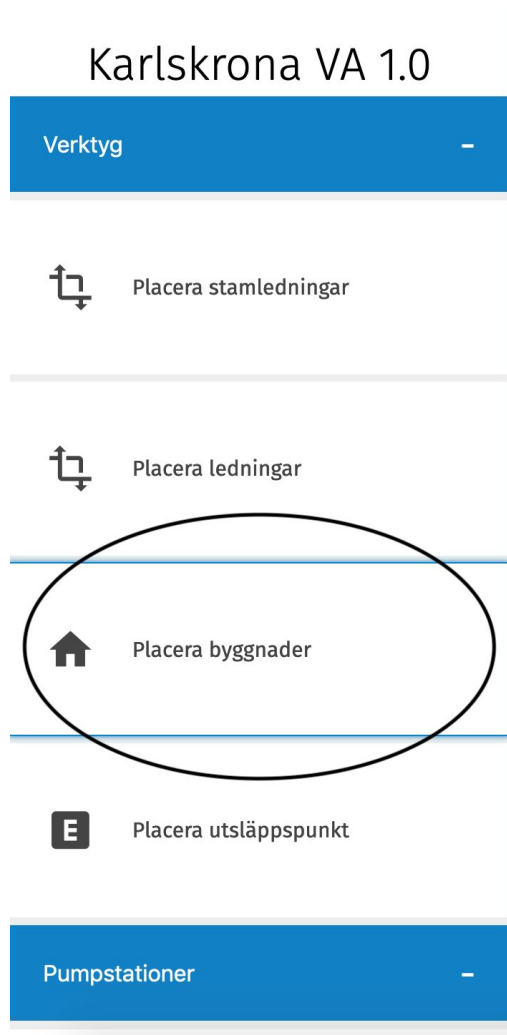 Karlskrona VA 1.0
Verktyg
Placera stamledningar
Placera ledningar
Placera byggnader
E
Placera utsläppspunkt
Pumpstationer